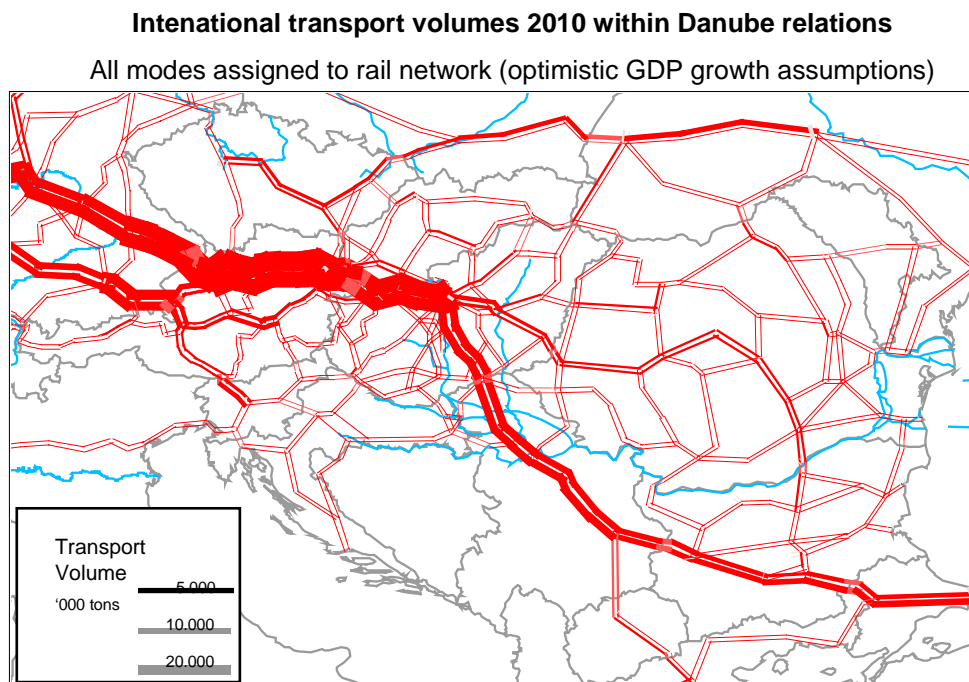 Intenational transport volumes 2010 within Danube relations
All modes assigned to rail network (optimistic GDP growth assumptions)
Transport
Volume
‘000 tons
5.000
10.000
20.000